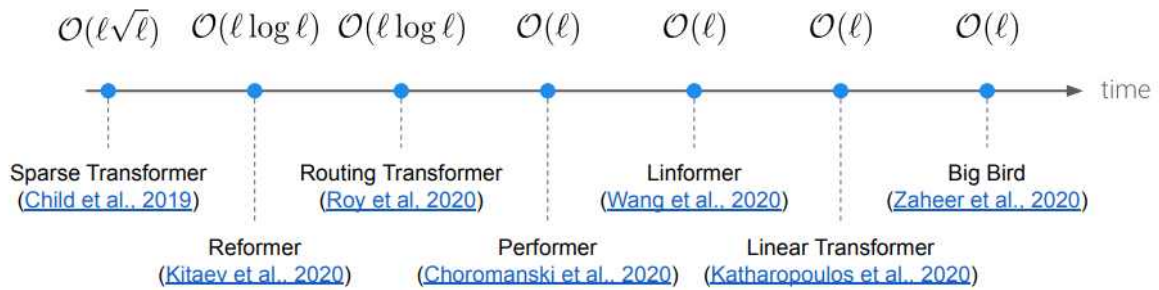 O(ℓ√ℓ) O(ℓ log ℓ) O(ℓ log ℓ) O(ℓ) O(ℓ) O(ℓ) O(ℓ)
time
Sparse Transformer
(Child et al., 2019)
Reformer
(Kitaev et al., 2020)
Routing Transformer
(Roy et al, 2020)
Performer
(Choromanski et al., 2020)
Linformer
(Wang et al., 2020)
Linear Transformer
(Katharopoulos et al., 2020)
Big Bird
(Zaheer et al., 2020)